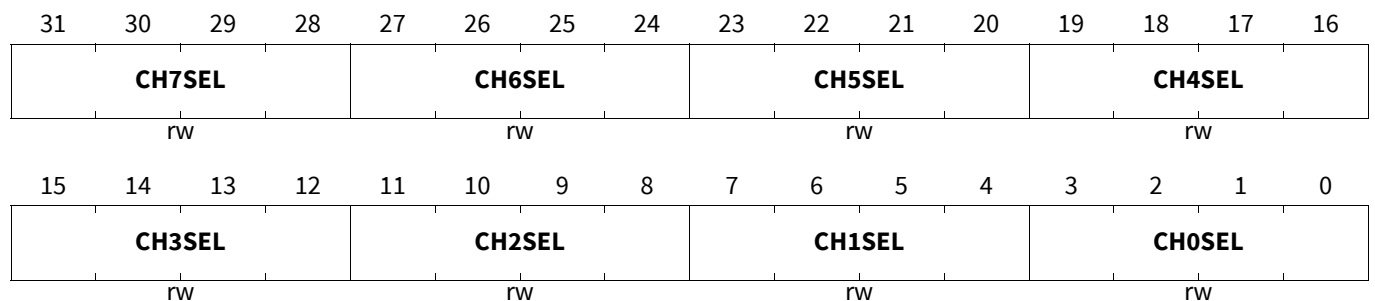 31 30 29 28 27 26 25 24 23 22 21 20 19 18 17 16
CH7SEL CH6SEL CH5SEL CH4SEL
rw rw rw rw
15 14 13 12 11 10 9 8 7 6 5 4 3 2 1 0
CH3SEL CH2SEL CH1SEL CH0SEL
rw rw rw rw